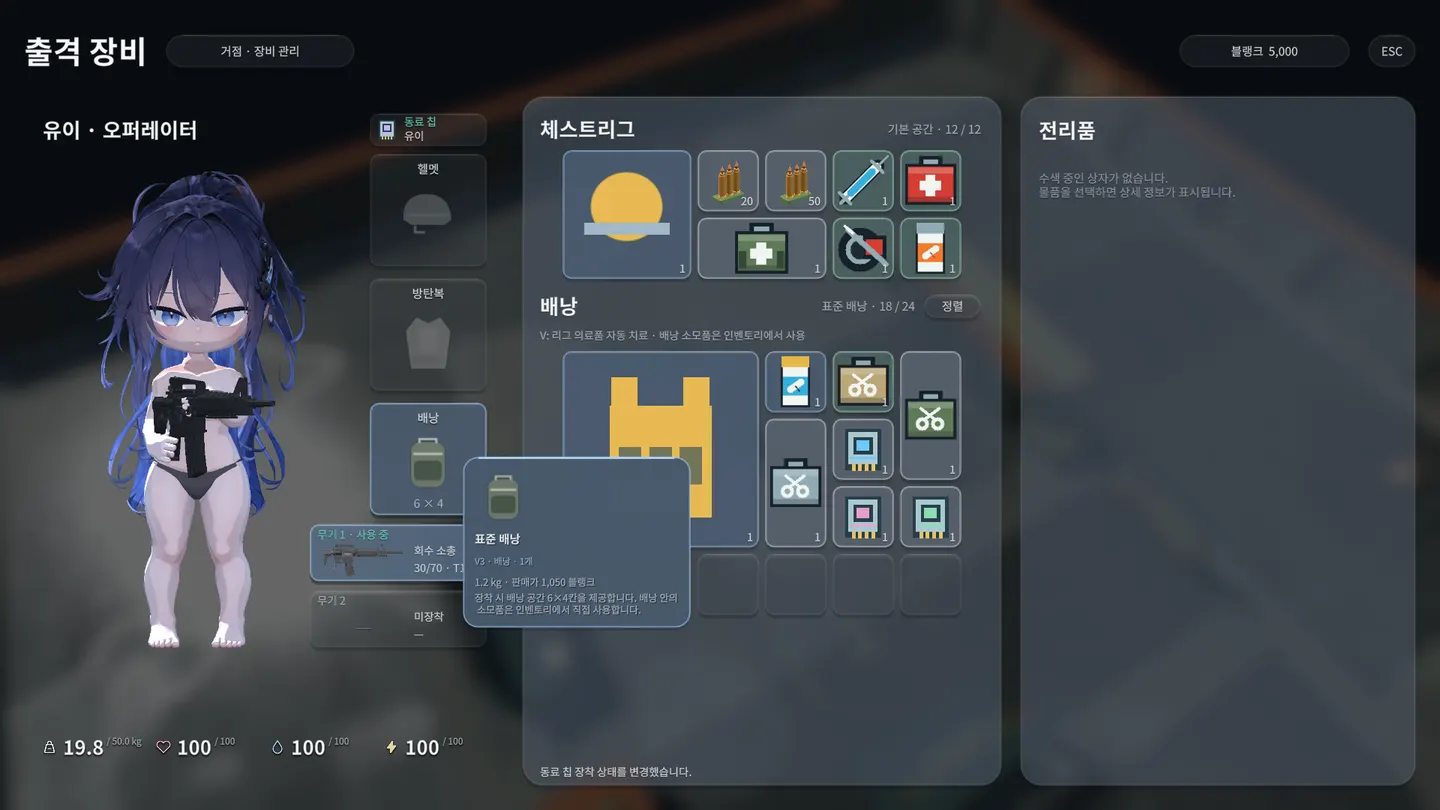 출격 장비
거점 · 장비 관리
블랭크 5,000
ESC
유이 · 오퍼레이터
동료 칩
유이
헬멧
방탄복
배낭
6 × 4
무기 1 · 사용 중
회수 소총
30/70 · T1
무기 2
미장착
—
19.8 / 50.0 kg
100 / 100
100 / 100
100 / 100
체스트리그
기본 공간 · 12 / 12
1
20
50
1
1
1
1
1
배낭
표준 배낭 · 18 / 24
정렬
V: 리그 의료품 자동 치료 · 배낭 소모품은 인벤토리에서 사용
1
1
1
1
1
1
1
1
표준 배낭
V3 · 배낭 · 1개
1.2 kg · 판매가 1,050 블랭크
장착 시 배낭 공간 6×4칸을 제공합니다. 배낭 안의
소모품은 인벤토리에서 직접 사용합니다.
동료 칩 장착 상태를 변경했습니다.
전리품
수색 중인 상자가 없습니다.
물품을 선택하면 상세 정보가 표시됩니다.